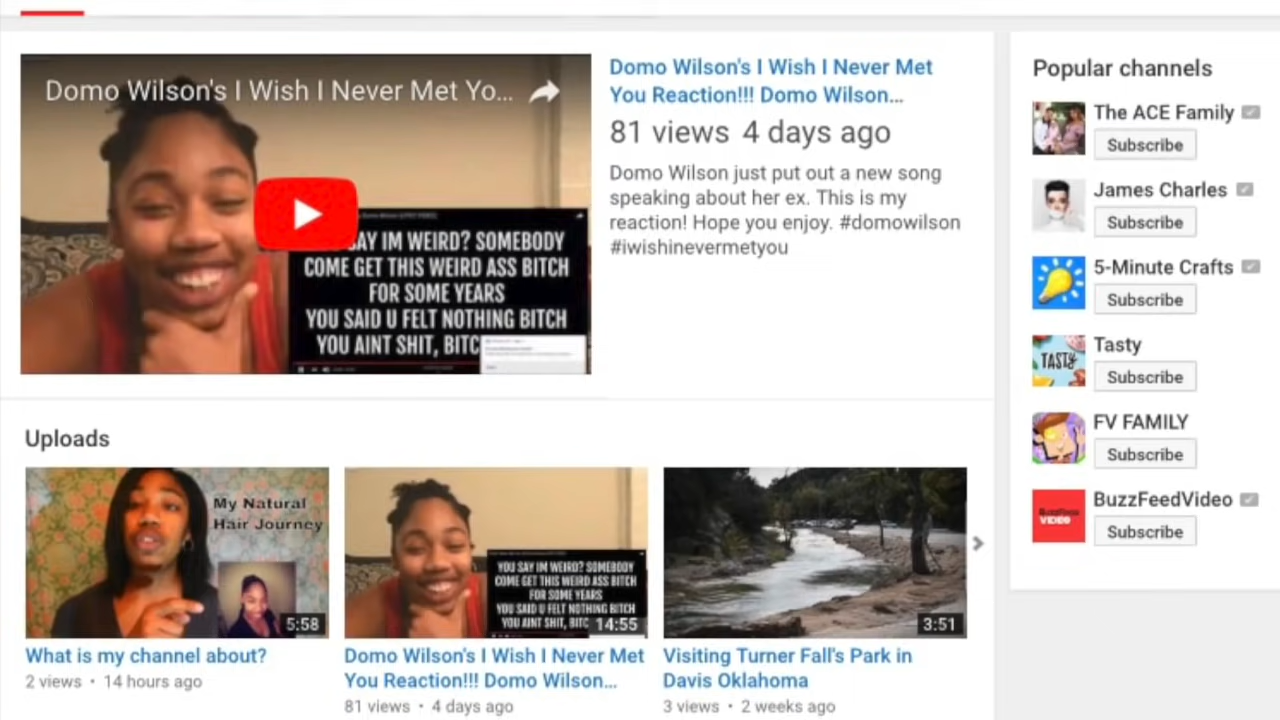 Domo Wilson's I Wish I Never Met Yo...
SAY IM WEIRD? SOMEBODY
COME GET THIS WEIRD ASS BITCH
FOR SOME YEARS
YOU SAID U FELT NOTHING BITCH
YOU AINT SHIT, BITC
Domo Wilson's I Wish I Never Met
You Reaction!!! Domo Wilson...
81 views 4 days ago
Domo Wilson just put out a new song
speaking about her ex. This is my
reaction! Hope you enjoy. #domowilson
#iwishinevermetyou
Uploads
My Natural
Hair Journey
5:58
What is my channel about?
2 views • 14 hours ago
YOU SAY IM WEIRD? SOMEBODY
COME GET THIS WEIRD ASS BITCH
FOR SOME YEARS
YOU SAID U FELT NOTHING BITCH
YOU AINT SHIT, BITC
14:55
Domo Wilson's I Wish I Never Met
You Reaction!!! Domo Wilson...
81 views • 4 days ago
3:51
Visiting Turner Fall's Park in
Davis Oklahoma
3 views • 2 weeks ago
Popular channels
The ACE Family
Subscribe
James Charles
Subscribe
5-Minute Crafts
Subscribe
TASTY
Tasty
Subscribe
FV FAMILY
Subscribe
BuzzFeed
VIDEO
BuzzFeedVideo
Subscribe